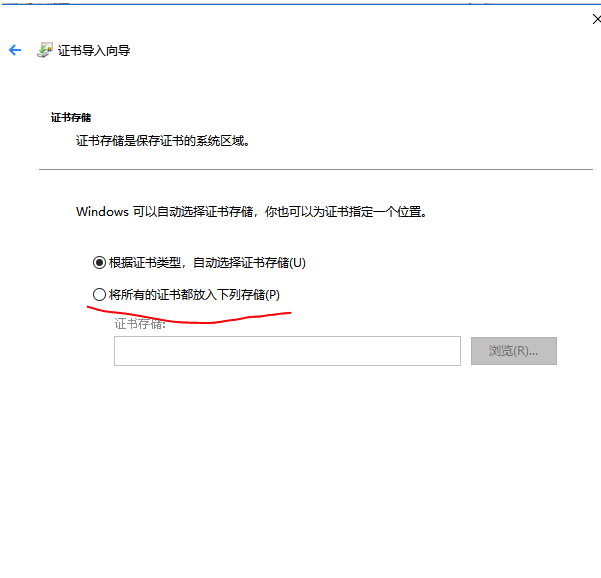 证书导入向导
证书存储
证书存储是保存证书的系统区域。
Windows 可以自动选择证书存储，你也可以为证书指定一个位置。
根据证书类型，自动选择证书存储(U)
将所有的证书都放入下列存储(P)
证书存储:
浏览(R)...